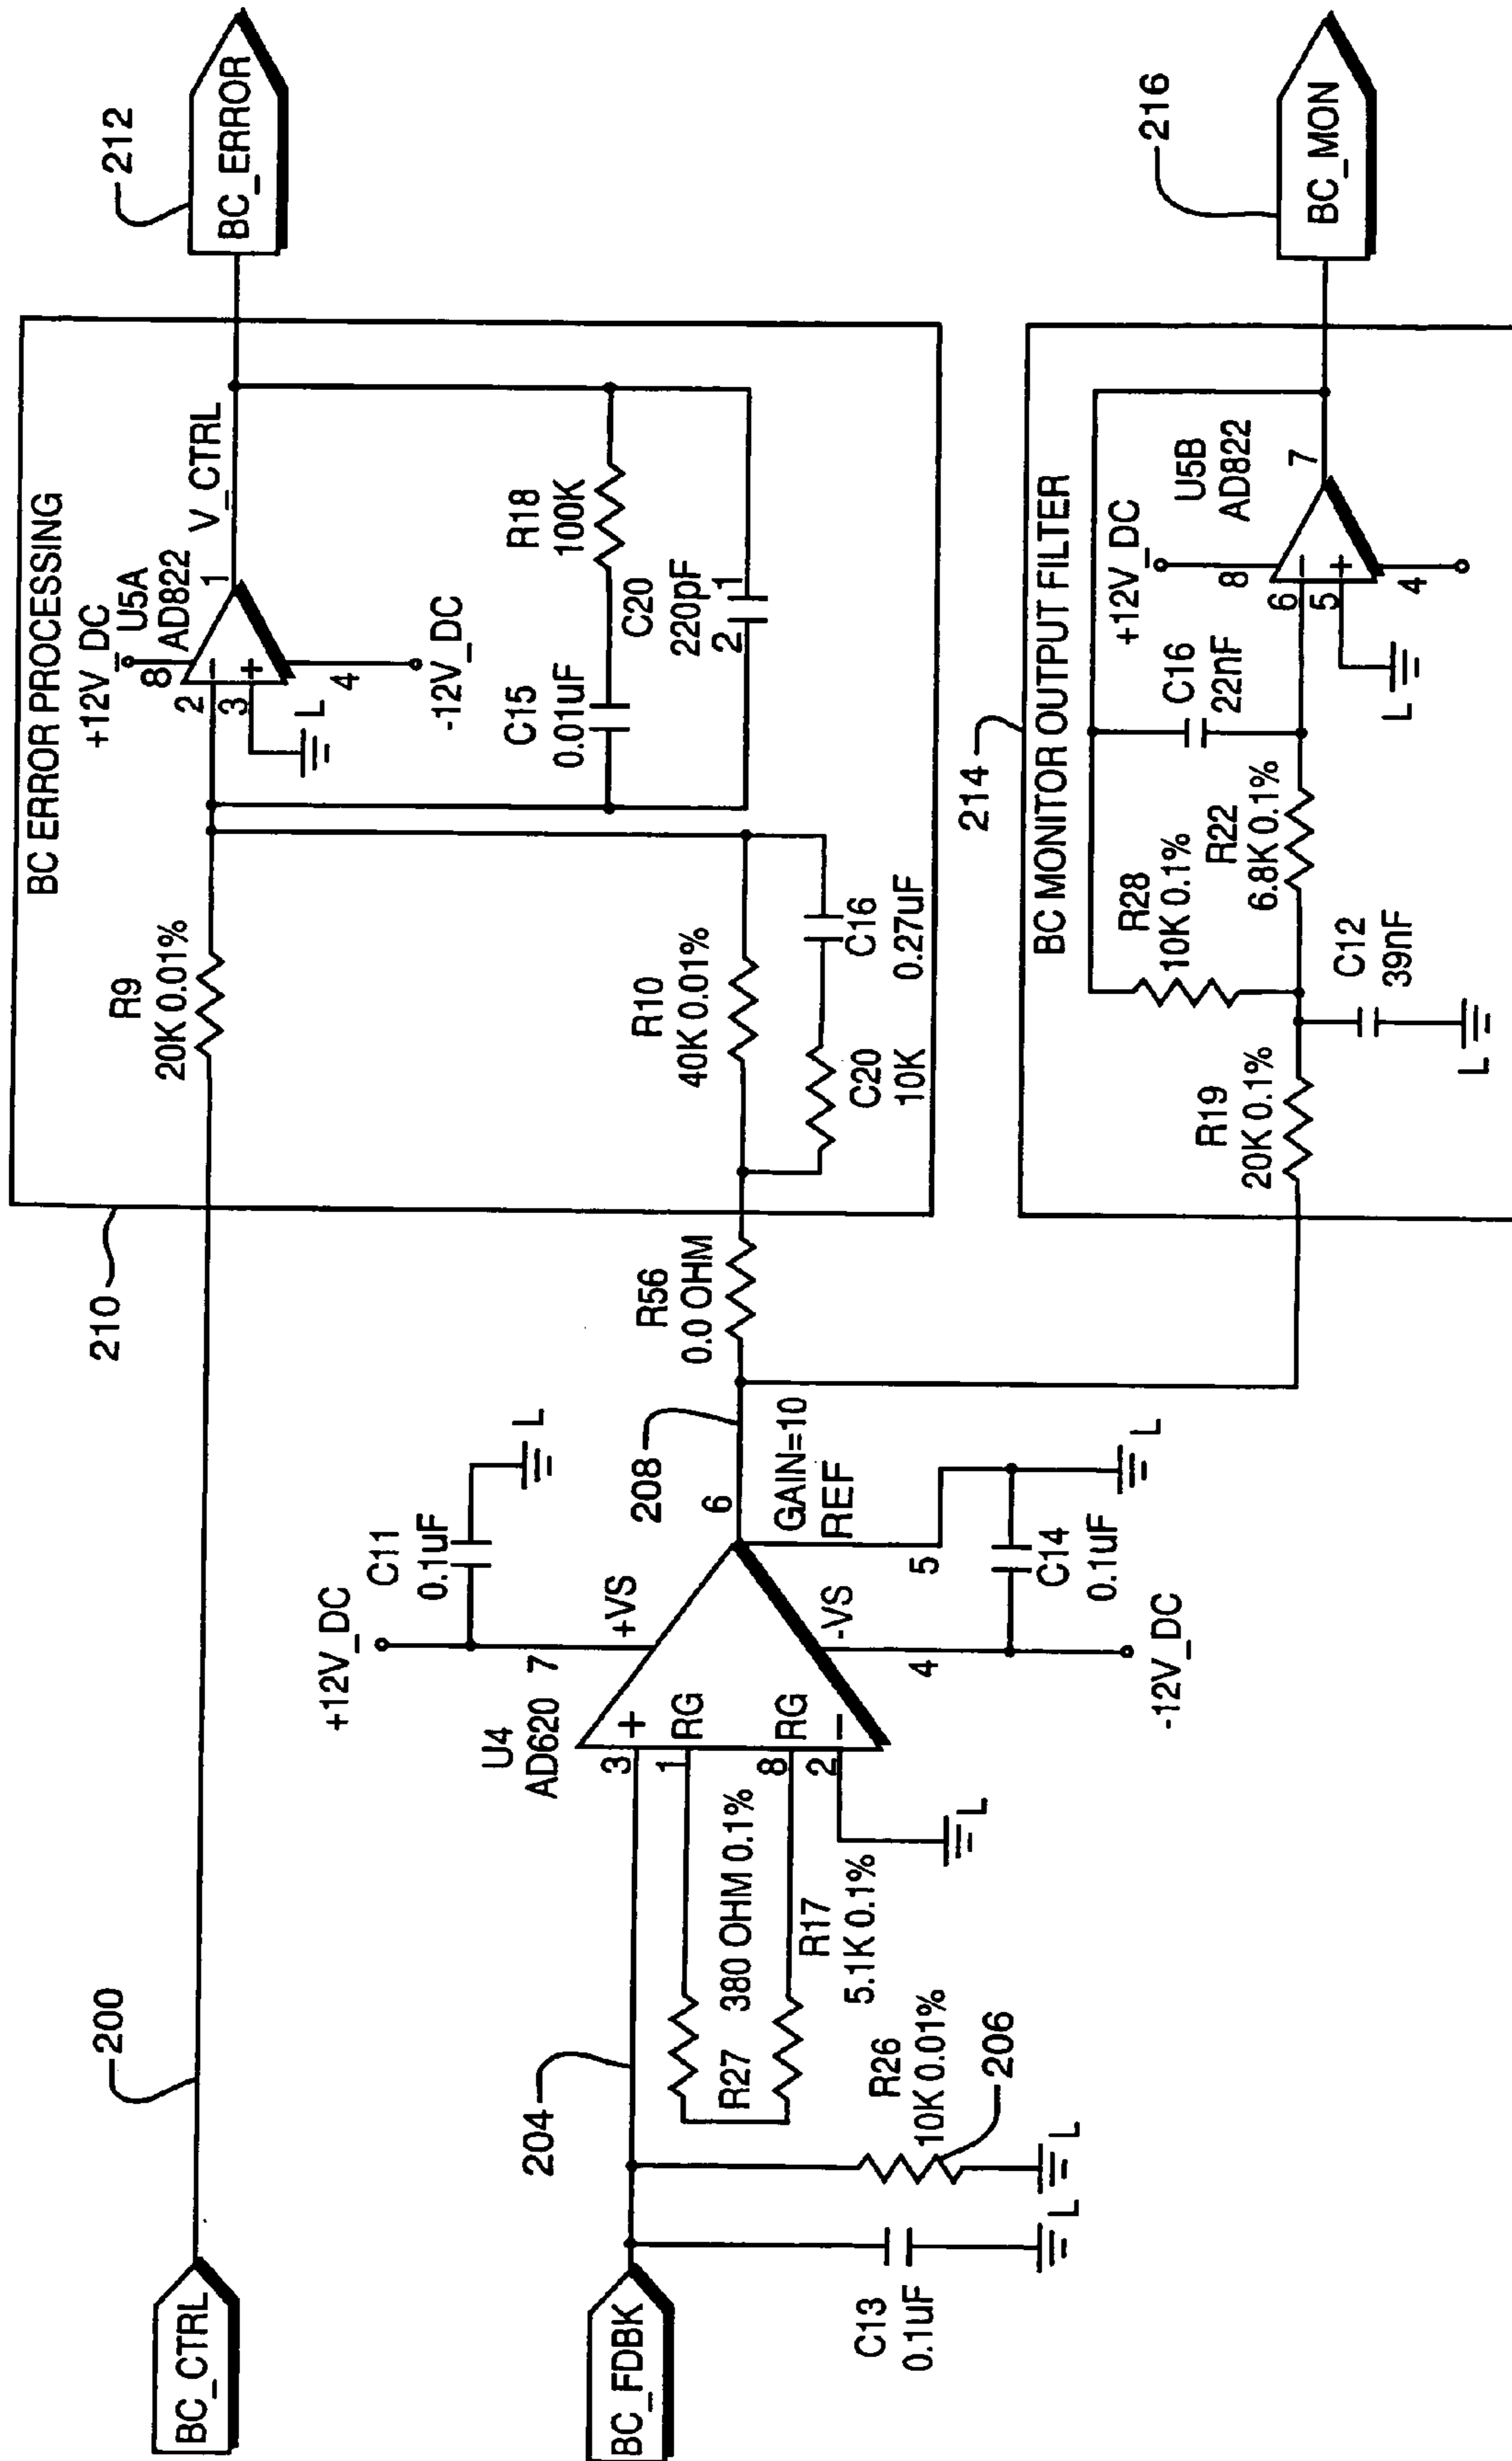 BC_CTRL
200
BC_FDBK
204
C13
0.1uF
R26
10K 0.01%
206
L
L
R27
380 OHM 0.1%
R17
5.1K 0.1%
L
U4
AD620
3
1
8
2
+
RG
RG
−
7
+VS
+12V_DC
C11
0.1uF
L
4
-VS
-12V_DC
C14
0.1uF
L
5
6
GAIN=10
REF
208
R56
0.0 OHM
210
BC ERROR PROCESSING
R9
20K 0.01%
R10
40K 0.01%
C20
10K
C16
0.27uF
+12V_DC
8
U5A
AD822
2
3
−
+
L
4
-12V_DC
1
V_CTRL
C15
0.01uF
R18
100K
C20
220pF
2
1
212
BC_ERROR
214
BC MONITOR OUTPUT FILTER
R19
20K 0.1%
L
C12
39nF
R28
10K 0.1%
R22
6.8K 0.1%
C16
22nF
+12V_DC
8
U5B
AD822
6
5
−
+
L
4
7
216
BC_MON